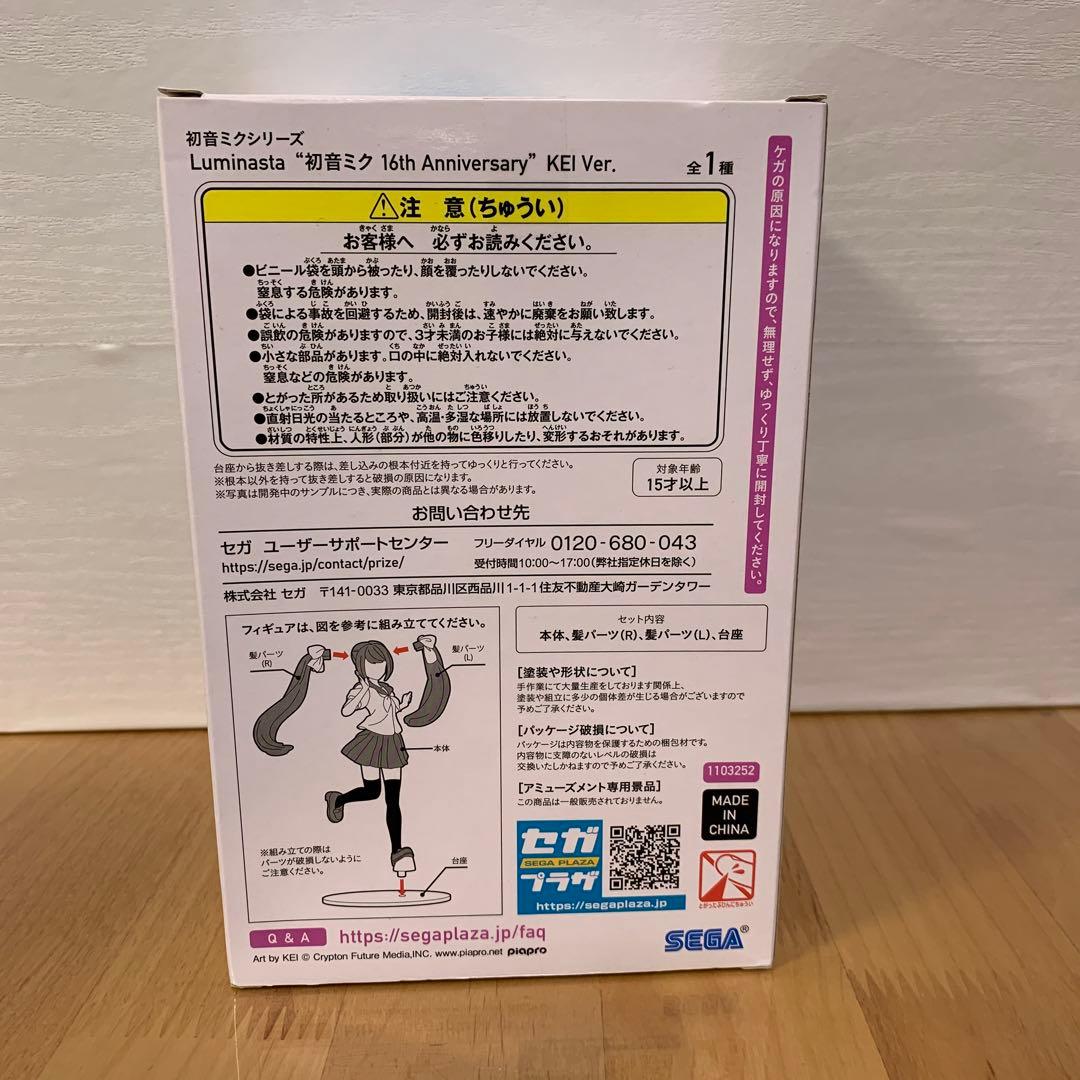 初音ミクシリーズ
Luminasta “初音ミク 16th Anniversary” KEI Ver.
全1種
ケガの原因になりますので、無理せず、ゆっくり丁寧に開封してください。
⚠注 意(ちゅうい)
お客様へ 必ずお読みください。
●ビニール袋を頭から被ったり、顔を覆ったりしないでください。
窒息する危険があります。
●袋による事故を回避するため、開封後は、速やかに廃棄をお願い致します。
●誤飲の危険がありますので、3才未満のお子様には絶対に与えないでください。
●小さな部品があります。口の中に絶対入れないでください。
窒息などの危険があります。
●とがった所があるため取り扱いにはご注意ください。
●直射日光の当たるところや、高温・多湿な場所には放置しないでください。
●材質の特性上、人形(部分)が他の物に色移りしたり、変形するおそれがあります。
台座から抜き差しする際は、差し込みの根本付近を持ってゆっくりと行ってください。
※根本以外を持って抜き差しすると破損の原因になります。
※写真は開発中のサンプルにつき、実際の商品とは異なる場合があります。
対象年齢
15才以上
お問い合わせ先
セガ ユーザーサポートセンター
https://sega.jp/contact/prize/
フリーダイヤル 0120-680-043
受付時間10:00〜17:00(弊社指定休日を除く)
株式会社 セガ 〒141-0033 東京都品川区西品川1-1-1住友不動産大崎ガーデンタワー
フィギュアは、図を参考に組み立ててください。
髪パーツ
(R)
髪パーツ
(L)
本体
※組み立ての際は
パーツが破損しないように
ご注意ください。
台座
セット内容
本体、髪パーツ(R)、髪パーツ(L)、台座
[塗装や形状について]
手作業にて大量生産をしております関係上、
塗装や組立に多少の個体差が生じる場合がございますので
予めご了承ください。
[パッケージ破損について]
パッケージは内容物を保護するための梱包材です。
内容物に支障のないレベルの破損は
交換いたしかねますので予めご了承ください。
[アミューズメント専用景品]
この商品は一般販売されておりません。
1103252
MADE
IN
CHINA
セガ
SEGA PLAZA
プラザ
https://segaplaza.jp
とがったぶひんにちゅうい
Q & A https://segaplaza.jp/faq
SEGA®
Art by KEI © Crypton Future Media,INC. www.piapro.net piapro